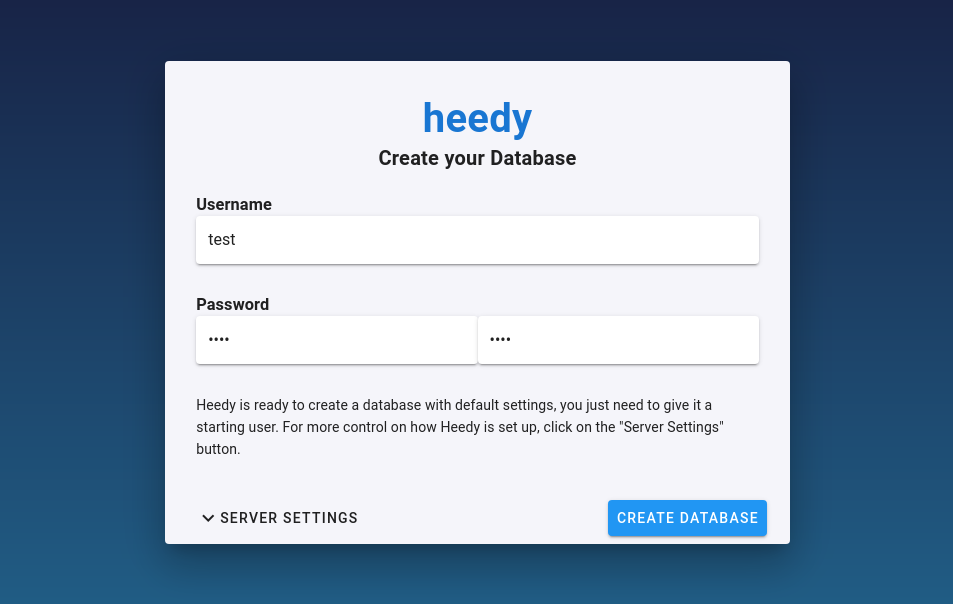 heedy
Create your Database
Username
test
Password
•••• ••••
Heedy is ready to create a database with default settings, you just need to give it a
starting user. For more control on how Heedy is set up, click on the "Server Settings"
button.
SERVER SETTINGS CREATE DATABASE